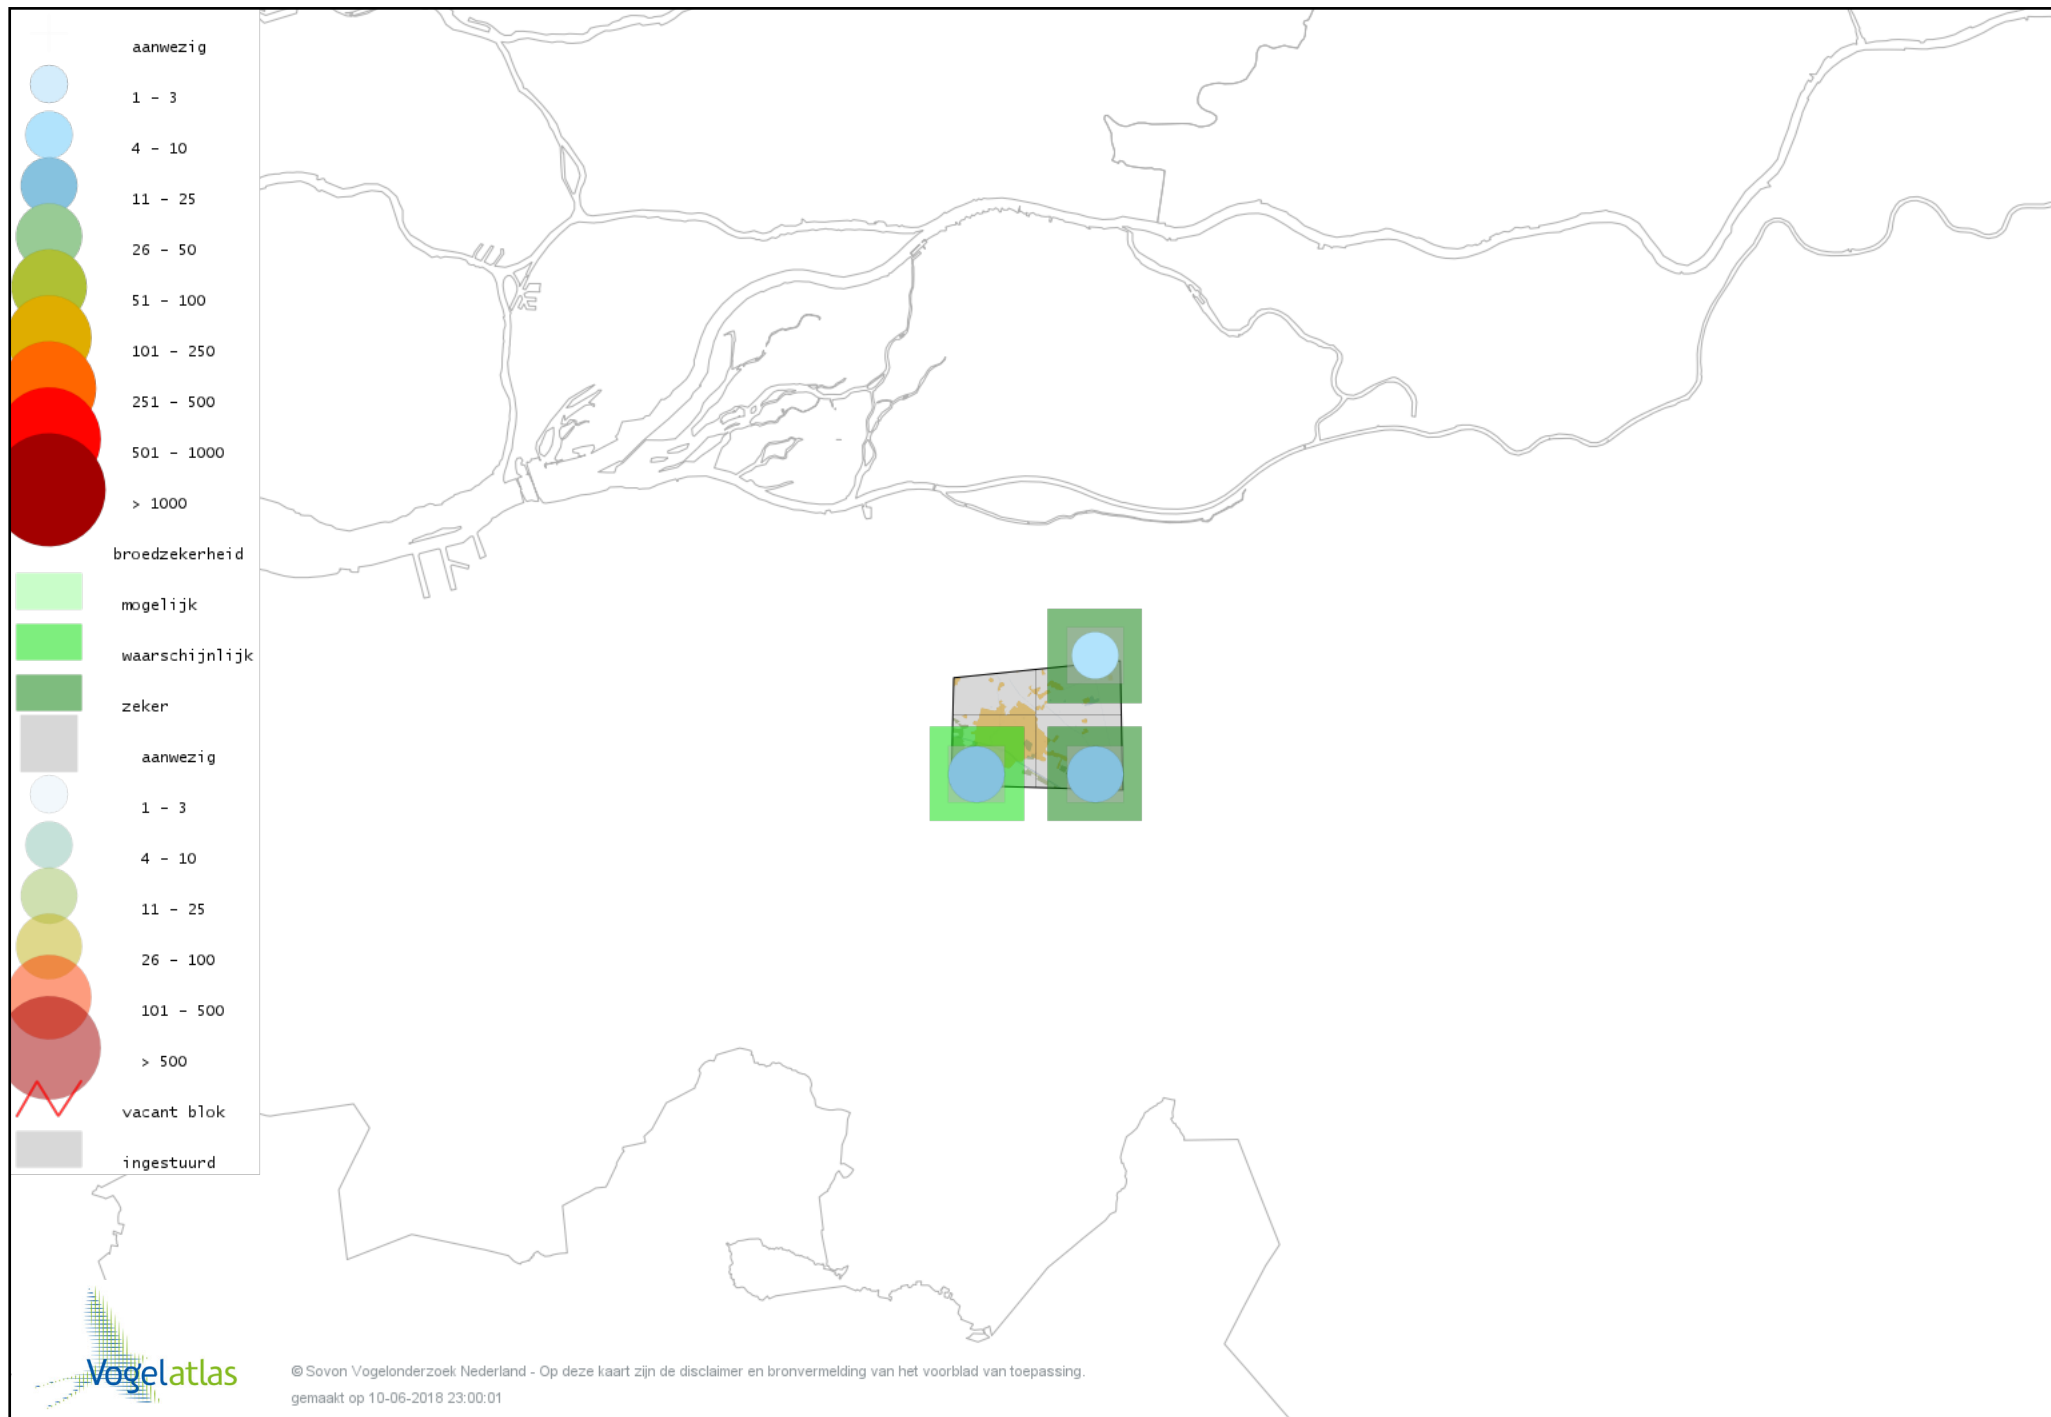 aanwezig
1 - 3
4 - 10
11 - 25
26 - 50
51 - 100
101 - 250
251 - 500
501 - 1000
> 1000
broedzekerheid
mogelijk
waarschijnlijk
zeker
aanwezig
1 - 3
4 - 10
11 - 25
26 - 100
101 - 500
> 500
vacant blok
ingestuurd
Vogelatlas
© Sovon Vogelonderzoek Nederland - Op deze kaart zijn de disclaimer en bronvermelding van het voorblad van toepassing.
gemaakt op 10-06-2018 23:00:01